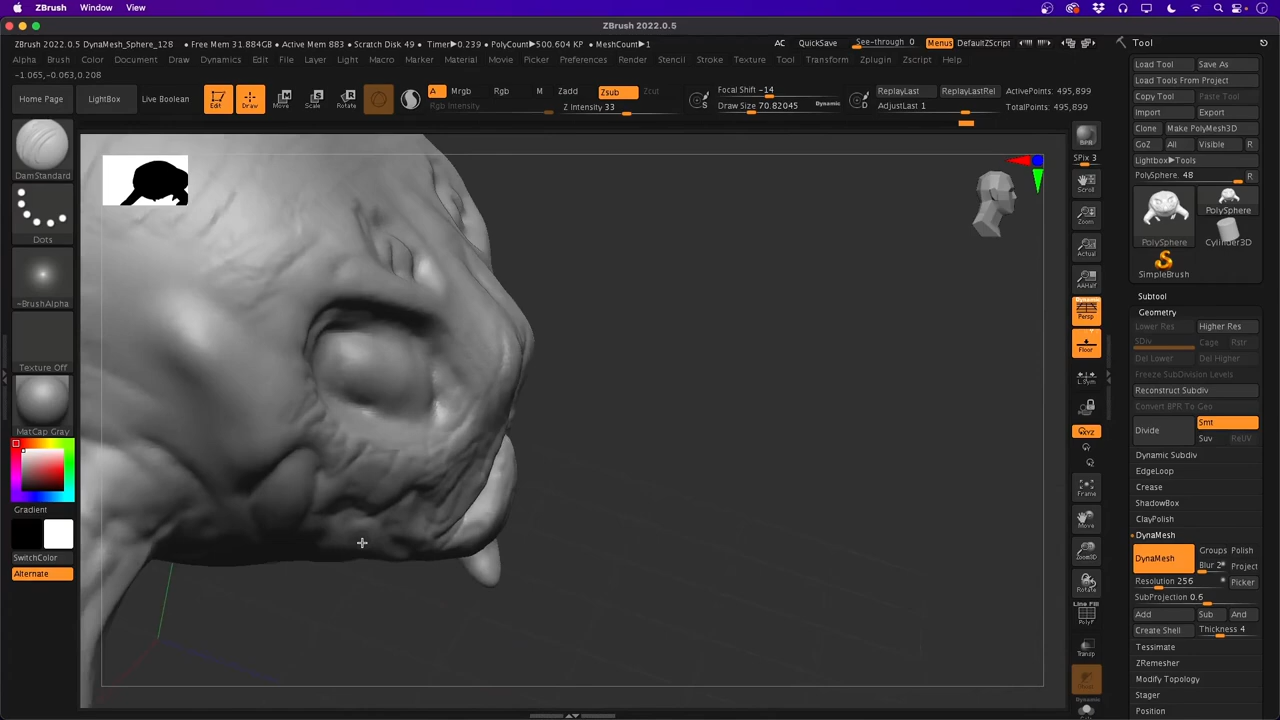 ZBrush Window View
ZBrush 2022.0.5
ZBrush 2022.0.5 DynaMesh_Sphere_128 • Free Mem 31.884GB • Active Mem 883 • Scratch Disk 49 • Timer▶0.239 • PolyCount▶500.604 KP • MeshCount▶1
AC QuickSave See-through 0 Menus DefaultZScript
Alpha Brush Color Document Draw Dynamics Edit File Layer Light Macro Marker Material Movie Picker Preferences Render Stencil Stroke Texture Tool Transform Zplugin Zscript Help
-1.065,-0.063,0.208
Home Page LightBox Live Boolean Edit Draw Move Scale Rotate
A Mrgb Rgb M Zadd Zsub Zcut
Rgb Intensity Z Intensity 33
Focal Shift -14
Draw Size 70.82045 Dynamic
ReplayLast ReplayLastRel ActivePoints: 495,899
AdjustLast 1 TotalPoints: 495,899
DamStandard
Dots
~BrushAlpha
Texture Off
MatCap Gray
Gradient
SwitchColor
Alternate
BPR
SPix 3
Scroll
Zoom
Actual
AAHalf
Dynamic
Persp
Floor
L.Sym
xyz
Frame
Move
Zoom3D
Rotate
Line Fill
PolyF
Transp
Tool
Load Tool Save As
Load Tools From Project
Copy Tool Paste Tool
Import Export
Clone Make PolyMesh3D
GoZ All Visible R
Lightbox▶Tools
PolySphere. 48 R
PolySphere PolySphere
Cylinder3D
SimpleBrush
Subtool
Geometry
Lower Res Higher Res
SDiv Cage Rstr
Del Lower Del Higher
Freeze SubDivision Levels
Reconstruct Subdiv
Convert BPR To Geo
Divide Smt
Suv ReUV
Dynamic Subdiv
EdgeLoop
Crease
ShadowBox
ClayPolish
DynaMesh
DynaMesh Groups Polish
Blur 2 Project
Resolution 256 Picker
SubProjection 0.6
Add Sub And
Create Shell Thickness 4
Tessimate
ZRemesher
Modify Topology
Stager
Position